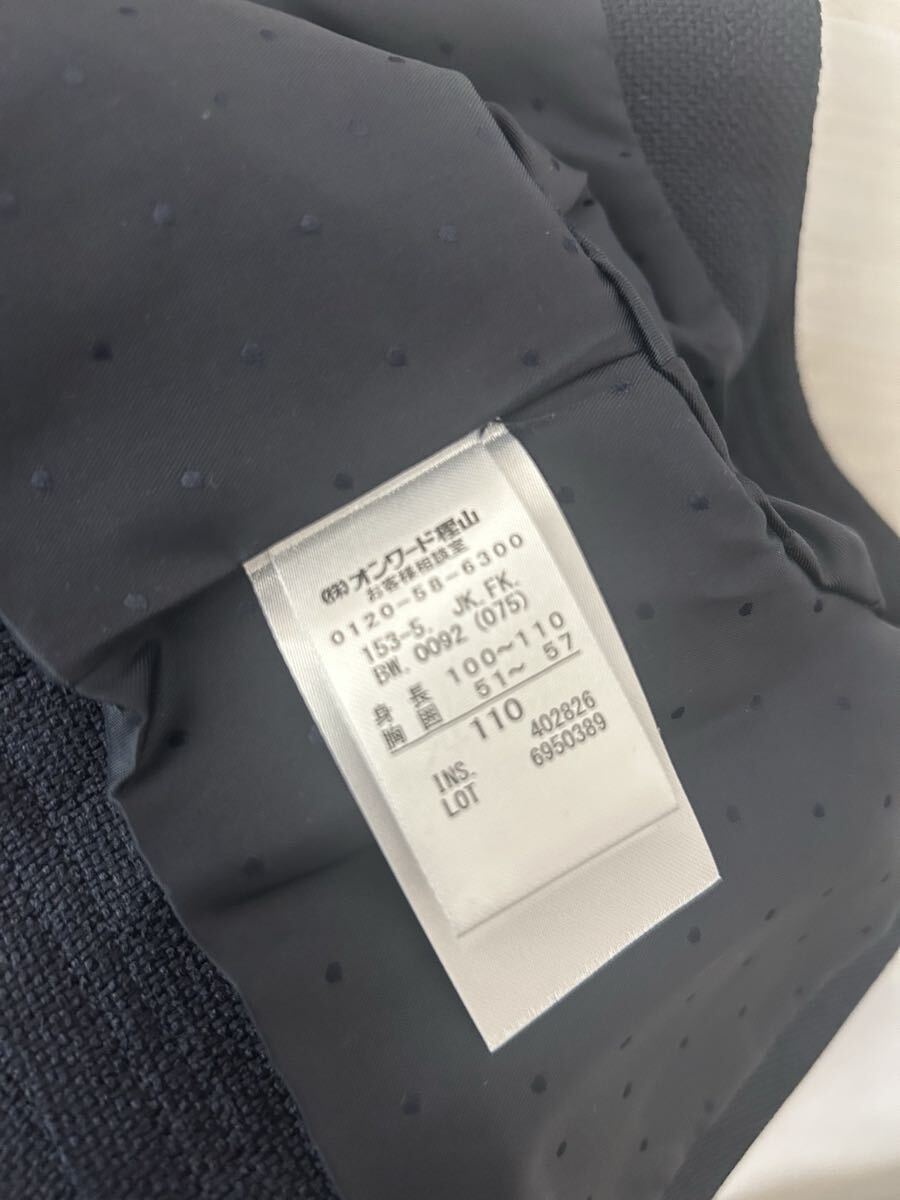 (株)オンワード樫山
お客様相談室
0120-58-6300
153-5. JK.FK.
BW.0092 (075)
身長 100〜110
胸囲 51〜 57
110
INS. 402826
LOT 6950389